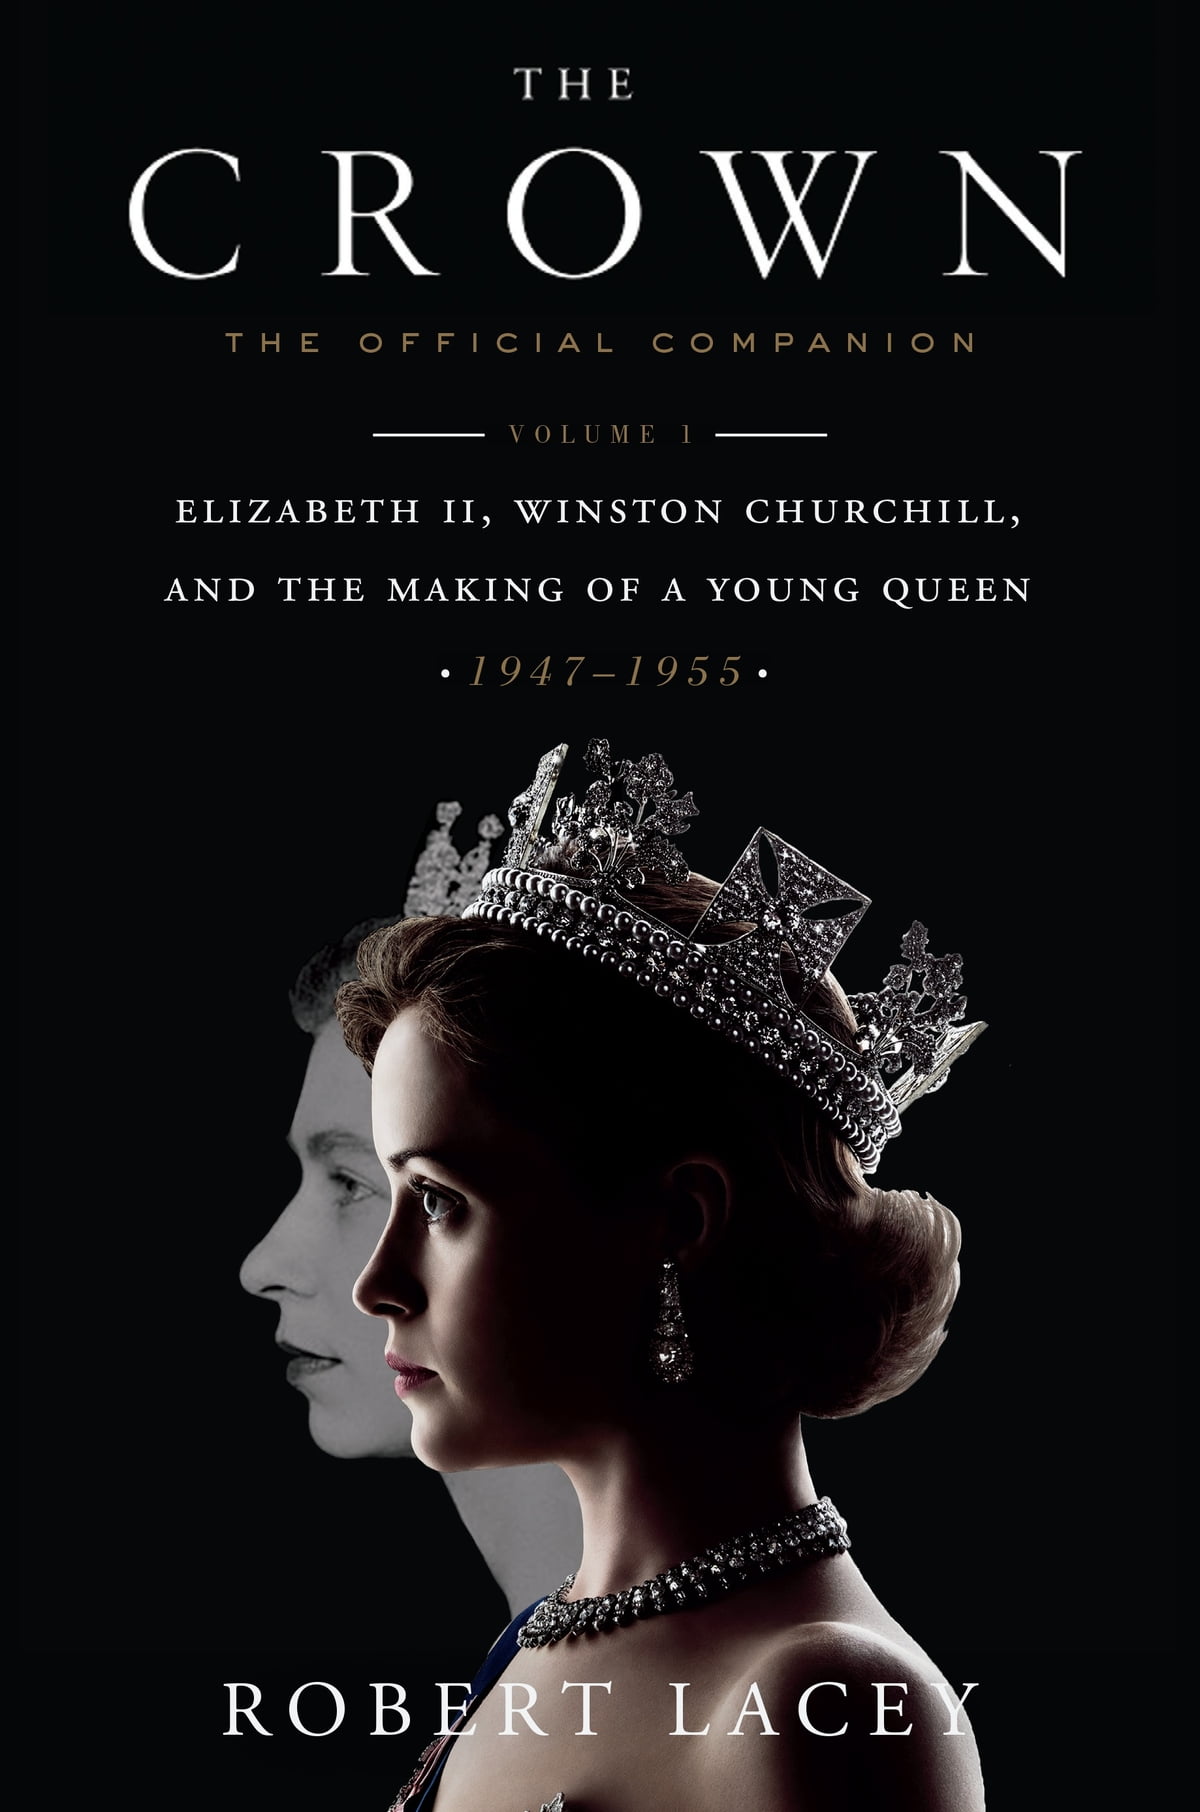 THE
CROWN
THE OFFICIAL COMPANION
VOLUME 1
ELIZABETH II, WINSTON CHURCHILL,
AND THE MAKING OF A YOUNG QUEEN
• 1947–1955 •
ROBERT LACEY